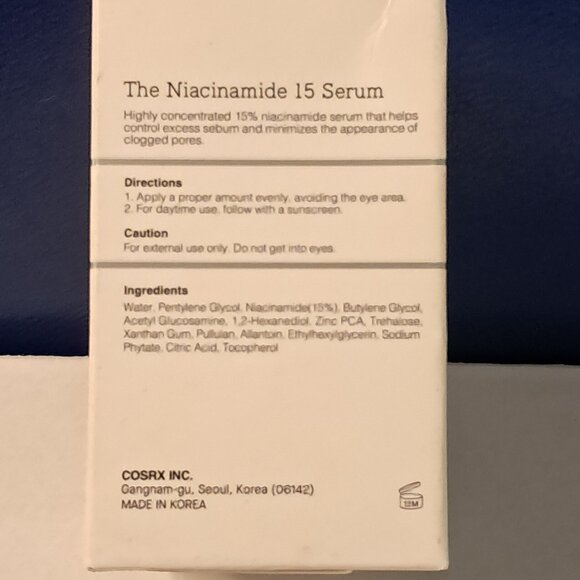 The Niacinamide 15 Serum
Highly concentrated 15% niacinamide serum that helps
control excess sebum and minimizes the appearance of
clogged pores.
Directions
1. Apply a proper amount evenly, avoiding the eye area.
2. For daytime use, follow with a sunscreen.
Caution
For external use only. Do not get into eyes.
Ingredients
Water, Pentylene Glycol, Niacinamide(15%), Butylene Glycol,
Acetyl Glucosamine, 1,2-Hexanediol, Zinc PCA, Trehalose,
Xanthan Gum, Pullulan, Allantoin, Ethylhexylglycerin, Sodium
Phytate, Citric Acid, Tocopherol
COSRX INC.
Gangnam-gu, Seoul, Korea (06142)
MADE IN KOREA
12M